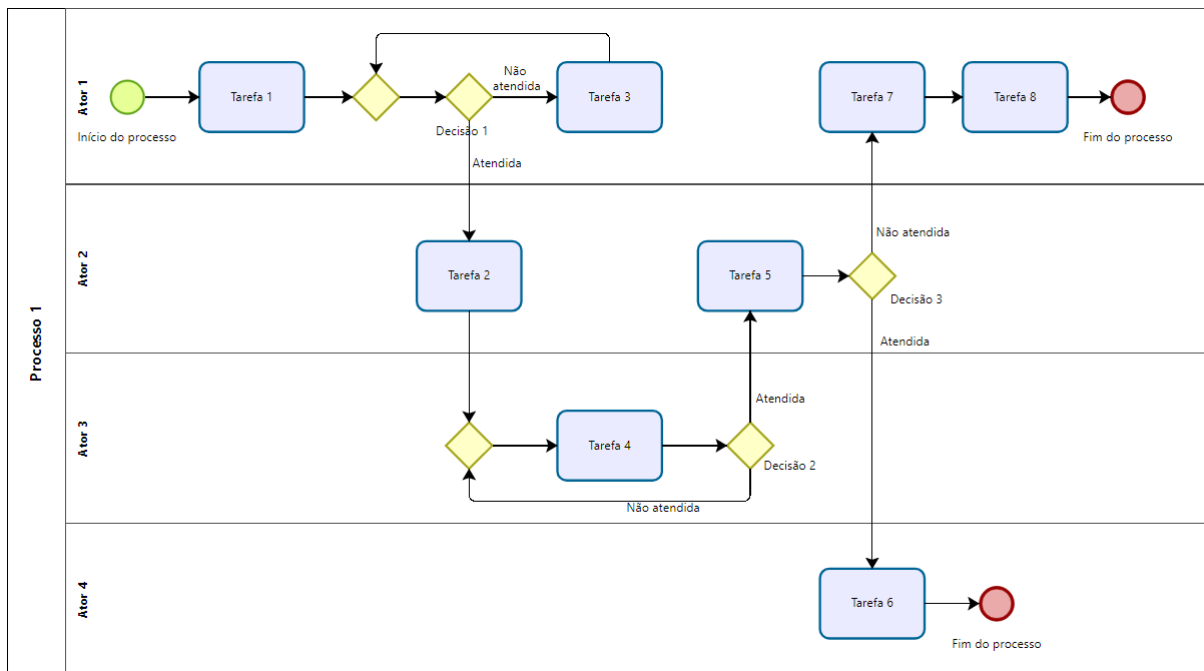 Processo 1
Ator 1
Início do processo
Tarefa 1
Decisão 1
Não
atendida
Atendida
Tarefa 3
Tarefa 7
Tarefa 8
Fim do processo
Ator 2
Tarefa 2
Tarefa 5
Não atendida
Decisão 3
Atendida
Ator 3
Tarefa 4
Atendida
Decisão 2
Não atendida
Ator 4
Tarefa 6
Fim do processo